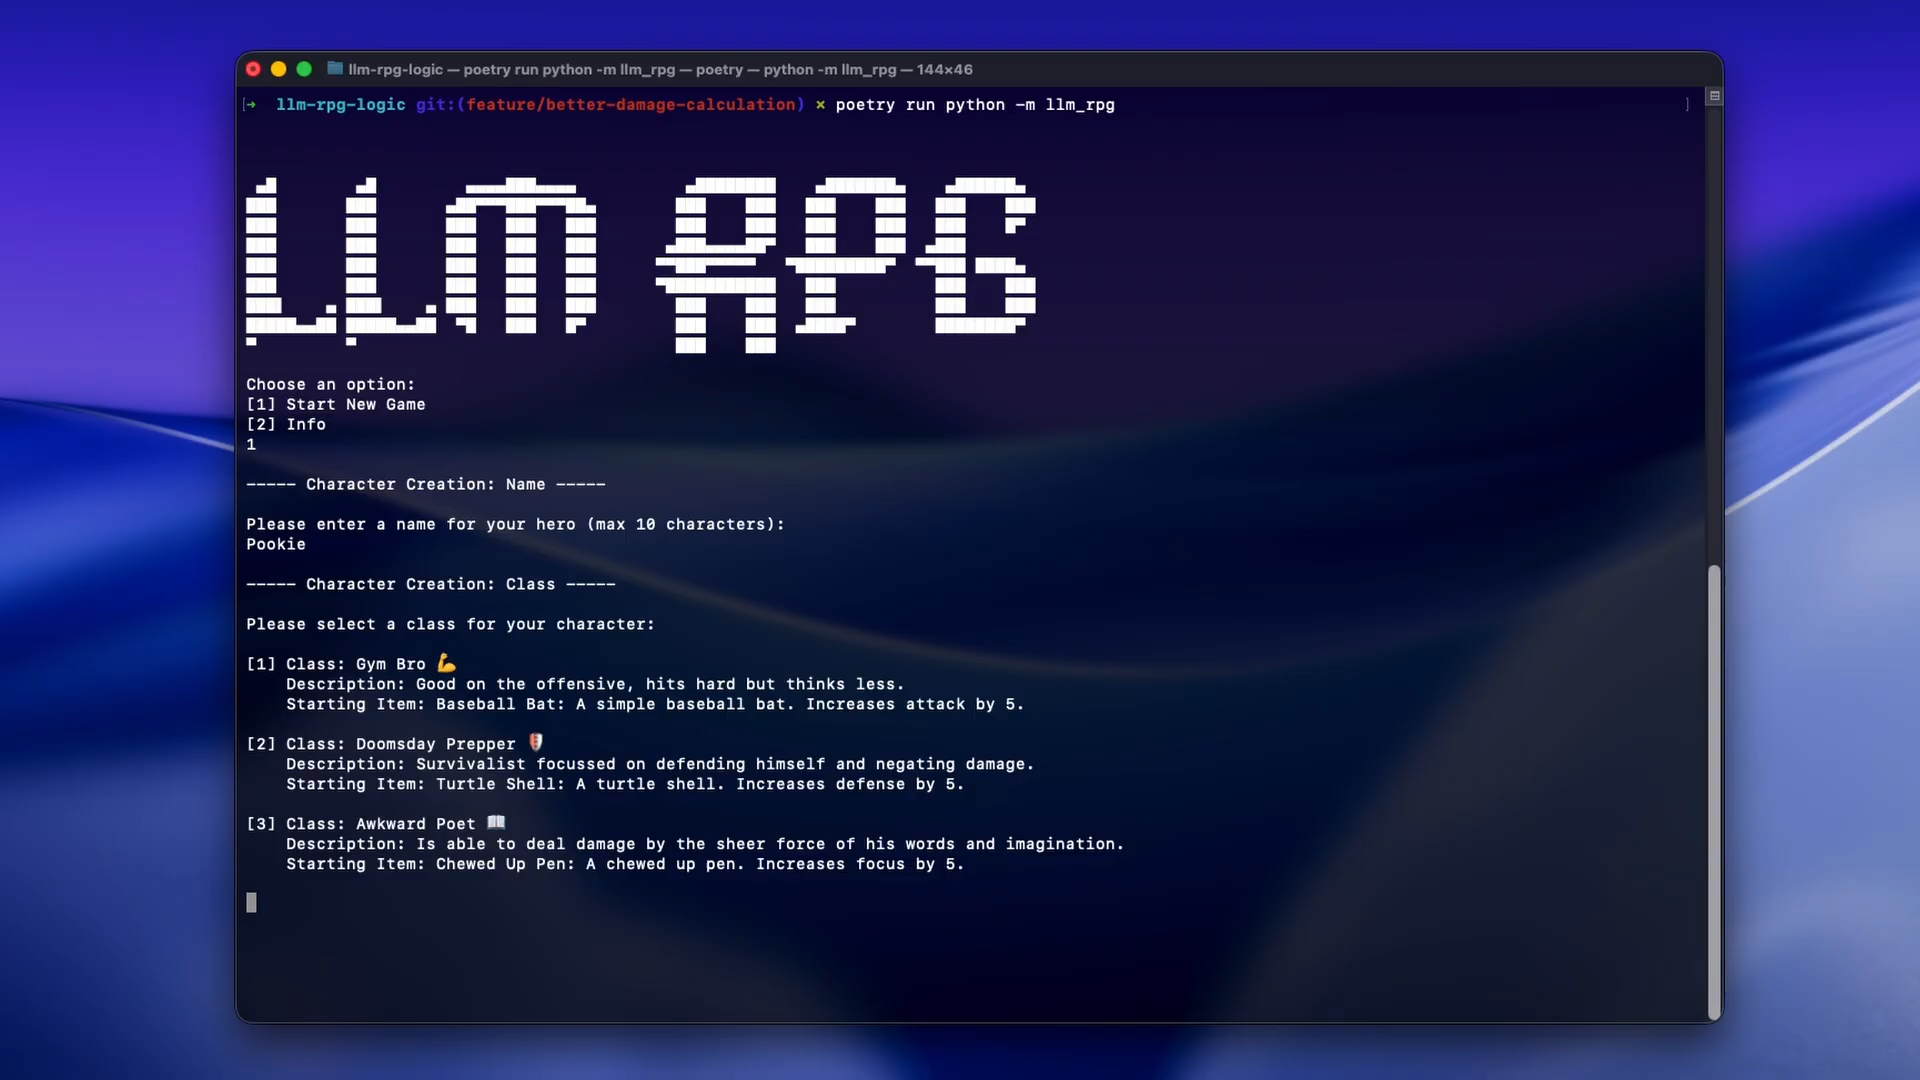 llm-rpg-logic — poetry run python -m llm_rpg — poetry — python -m llm_rpg — 144×46
[➜  llm-rpg-logic git:(feature/better-damage-calculation) × poetry run python -m llm_rpg ]
LLM RPG
Choose an option:
[1] Start New Game
[2] Info
1
----- Character Creation: Name -----
Please enter a name for your hero (max 10 characters):
Pookie
----- Character Creation: Class -----
Please select a class for your character:
[1] Class: Gym Bro 💪
Description: Good on the offensive, hits hard but thinks less.
Starting Item: Baseball Bat: A simple baseball bat. Increases attack by 5.
[2] Class: Doomsday Prepper 🛡️
Description: Survivalist focussed on defending himself and negating damage.
Starting Item: Turtle Shell: A turtle shell. Increases defense by 5.
[3] Class: Awkward Poet 📖
Description: Is able to deal damage by the sheer force of his words and imagination.
Starting Item: Chewed Up Pen: A chewed up pen. Increases focus by 5.